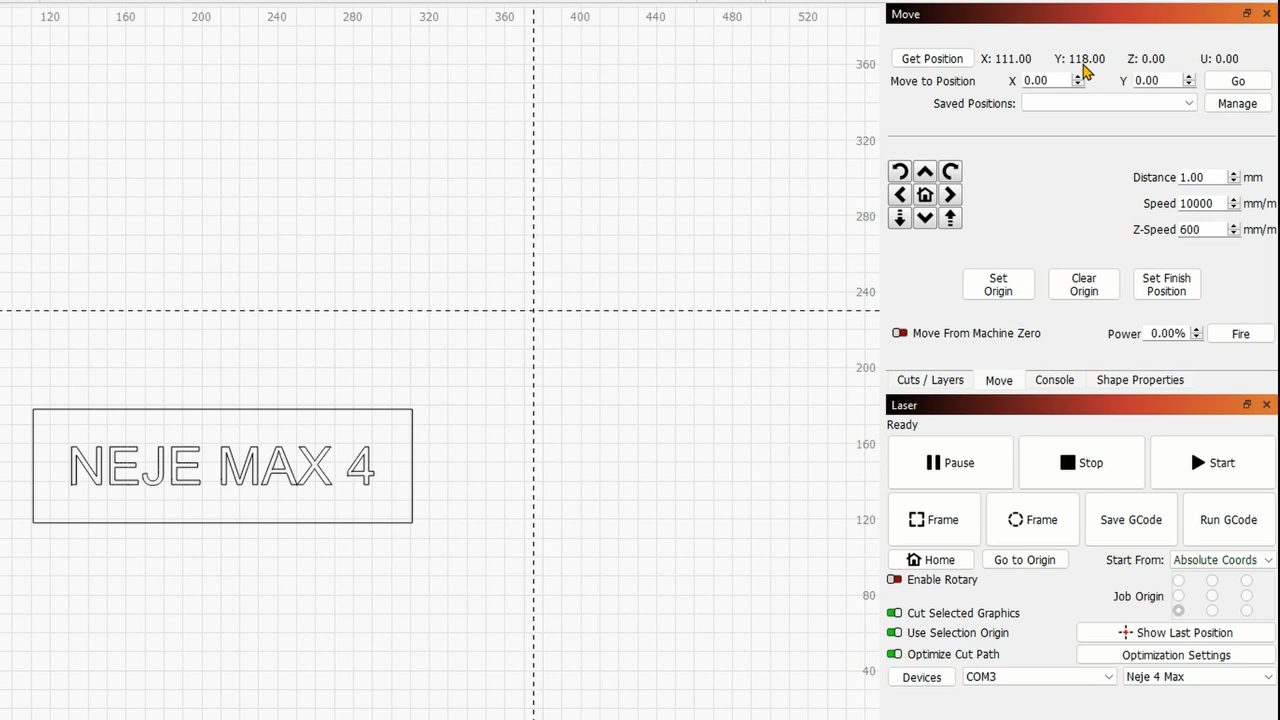 120 160 200 240 280 320 360 400 440 480 520
Move
Get Position X: 111.00 Y: 118.00 Z: 0.00 U: 0.00
Move to Position X 0.00 Y 0.00 Go
Saved Positions: Manage
Distance 1.00 mm
Speed 10000 mm/m
Z-Speed 600 mm/m
Set Origin
Clear Origin
Set Finish Position
Move From Machine Zero Power 0.00% Fire
Cuts / Layers Move Console Shape Properties
Laser
Ready
Pause Stop Start
Frame Frame Save GCode Run GCode
Home Go to Origin Start From: Absolute Coords
Enable Rotary
Job Origin
Cut Selected Graphics
Use Selection Origin Show Last Position
Optimize Cut Path Optimization Settings
Devices COM3 Neje 4 Max
360
320
280
240
200
160
120
80
40
NEJE MAX 4